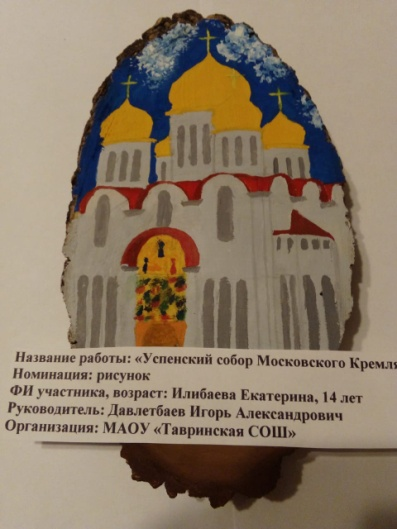 Название работы: «Успенский собор Московского Кремля
Номинация: рисунок
ФИ участника, возраст: Илибаева Екатерина, 14 лет
Руководитель: Давлетбаев Игорь Александрович
Организация: МАОУ «Тавринская СОШ»